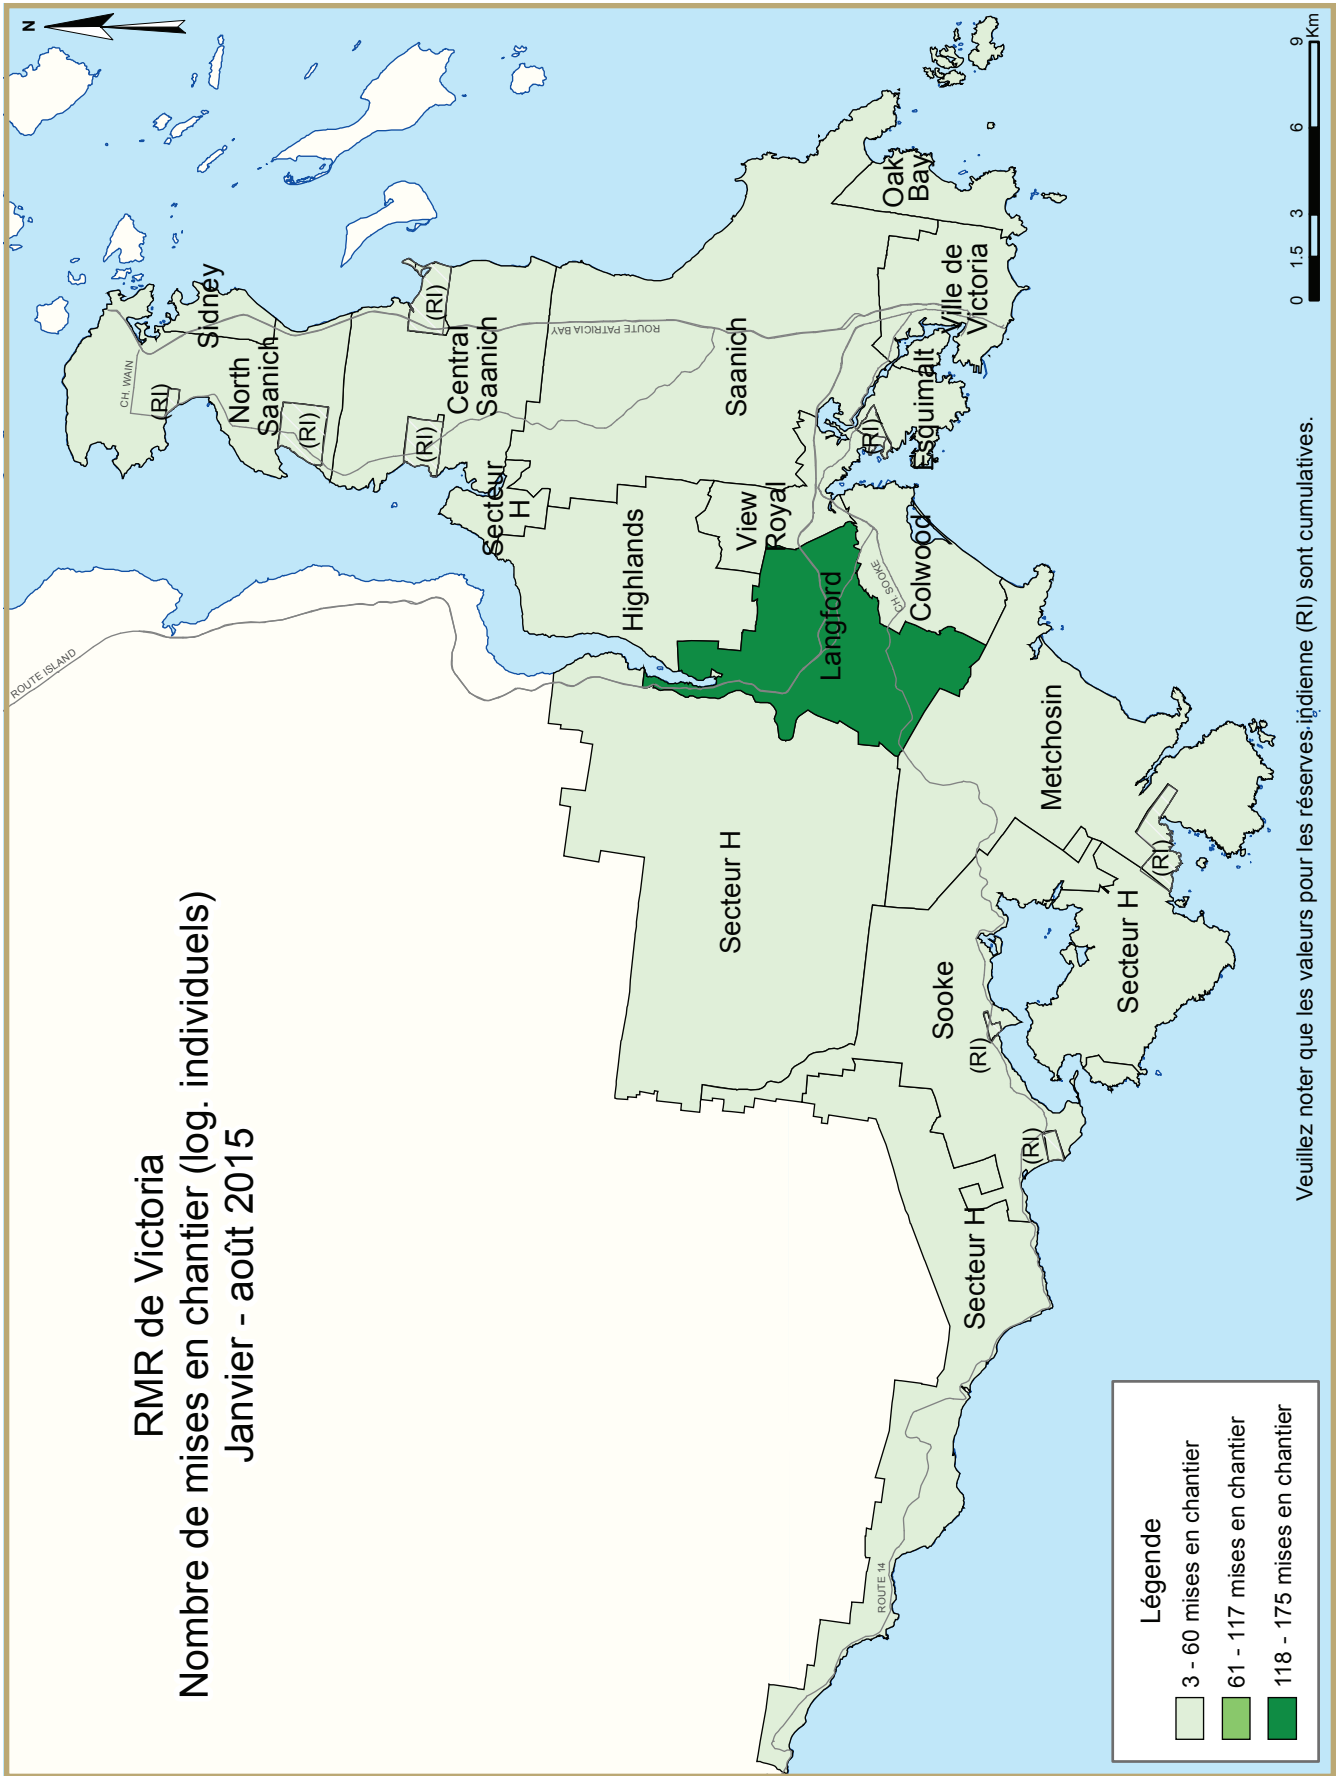 RMR de Victoria
Nombre de mises en chantier (log. individuels)
Janvier - août 2015
N
ROUTE ISLAND
CH. WAIN
(RI)
Sidney
North
Saanich
(RI)
(RI)
(RI)
Central
Saanich
Secteur
H
ROUTE PATRICIA BAY
Saanich
Highlands
View
Royal
Oak
Bay
Ville de
Victoria
Esquimalt
(RI)
Langford
CH. SOOKE
Colwood
Metchosin
(RI)
Secteur H
Secteur H
Sooke
(RI)
(RI)
Secteur H
ROUTE 14
Légende
3 - 60 mises en chantier
61 - 117 mises en chantier
118 - 175 mises en chantier
0 1.5 3 6 9
Km
Veuillez noter que les valeurs pour les réserves indienne (RI) sont cumulatives.